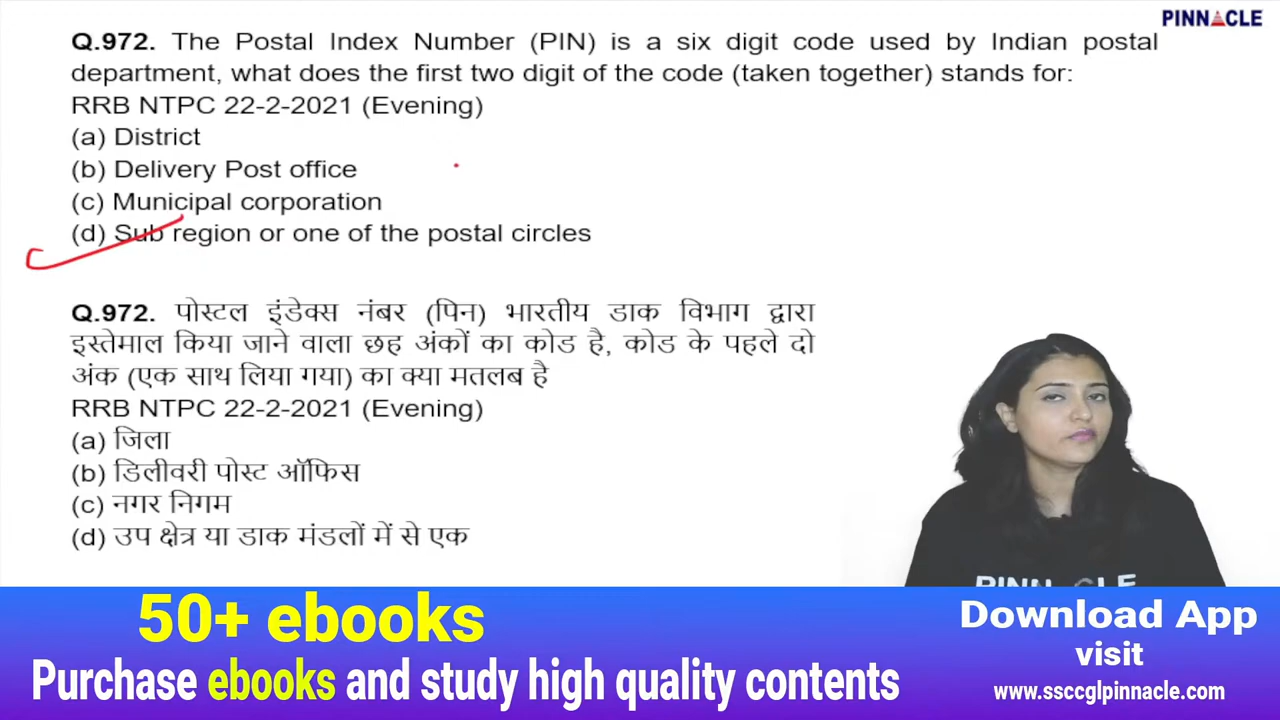 PINNACLE
Q.972. The Postal Index Number (PIN) is a six digit code used by Indian postal
department, what does the first two digit of the code (taken together) stands for:
RRB NTPC 22-2-2021 (Evening)
(a) District
(b) Delivery Post office
(c) Municipal corporation
(d) Sub region or one of the postal circles
Q.972. पोस्टल इंडेक्स नंबर (पिन) भारतीय डाक विभाग द्वारा
इस्तेमाल किया जाने वाला छह अंकों का कोड है, कोड के पहले दो
अंक (एक साथ लिया गया) का क्या मतलब है
RRB NTPC 22-2-2021 (Evening)
(a) जिला
(b) डिलीवरी पोस्ट ऑफिस
(c) नगर निगम
(d) उप क्षेत्र या डाक मंडलों में से एक
PINNACLE
50+ ebooks
Purchase ebooks and study high quality contents
Download App
visit
www.ssccglpinnacle.com